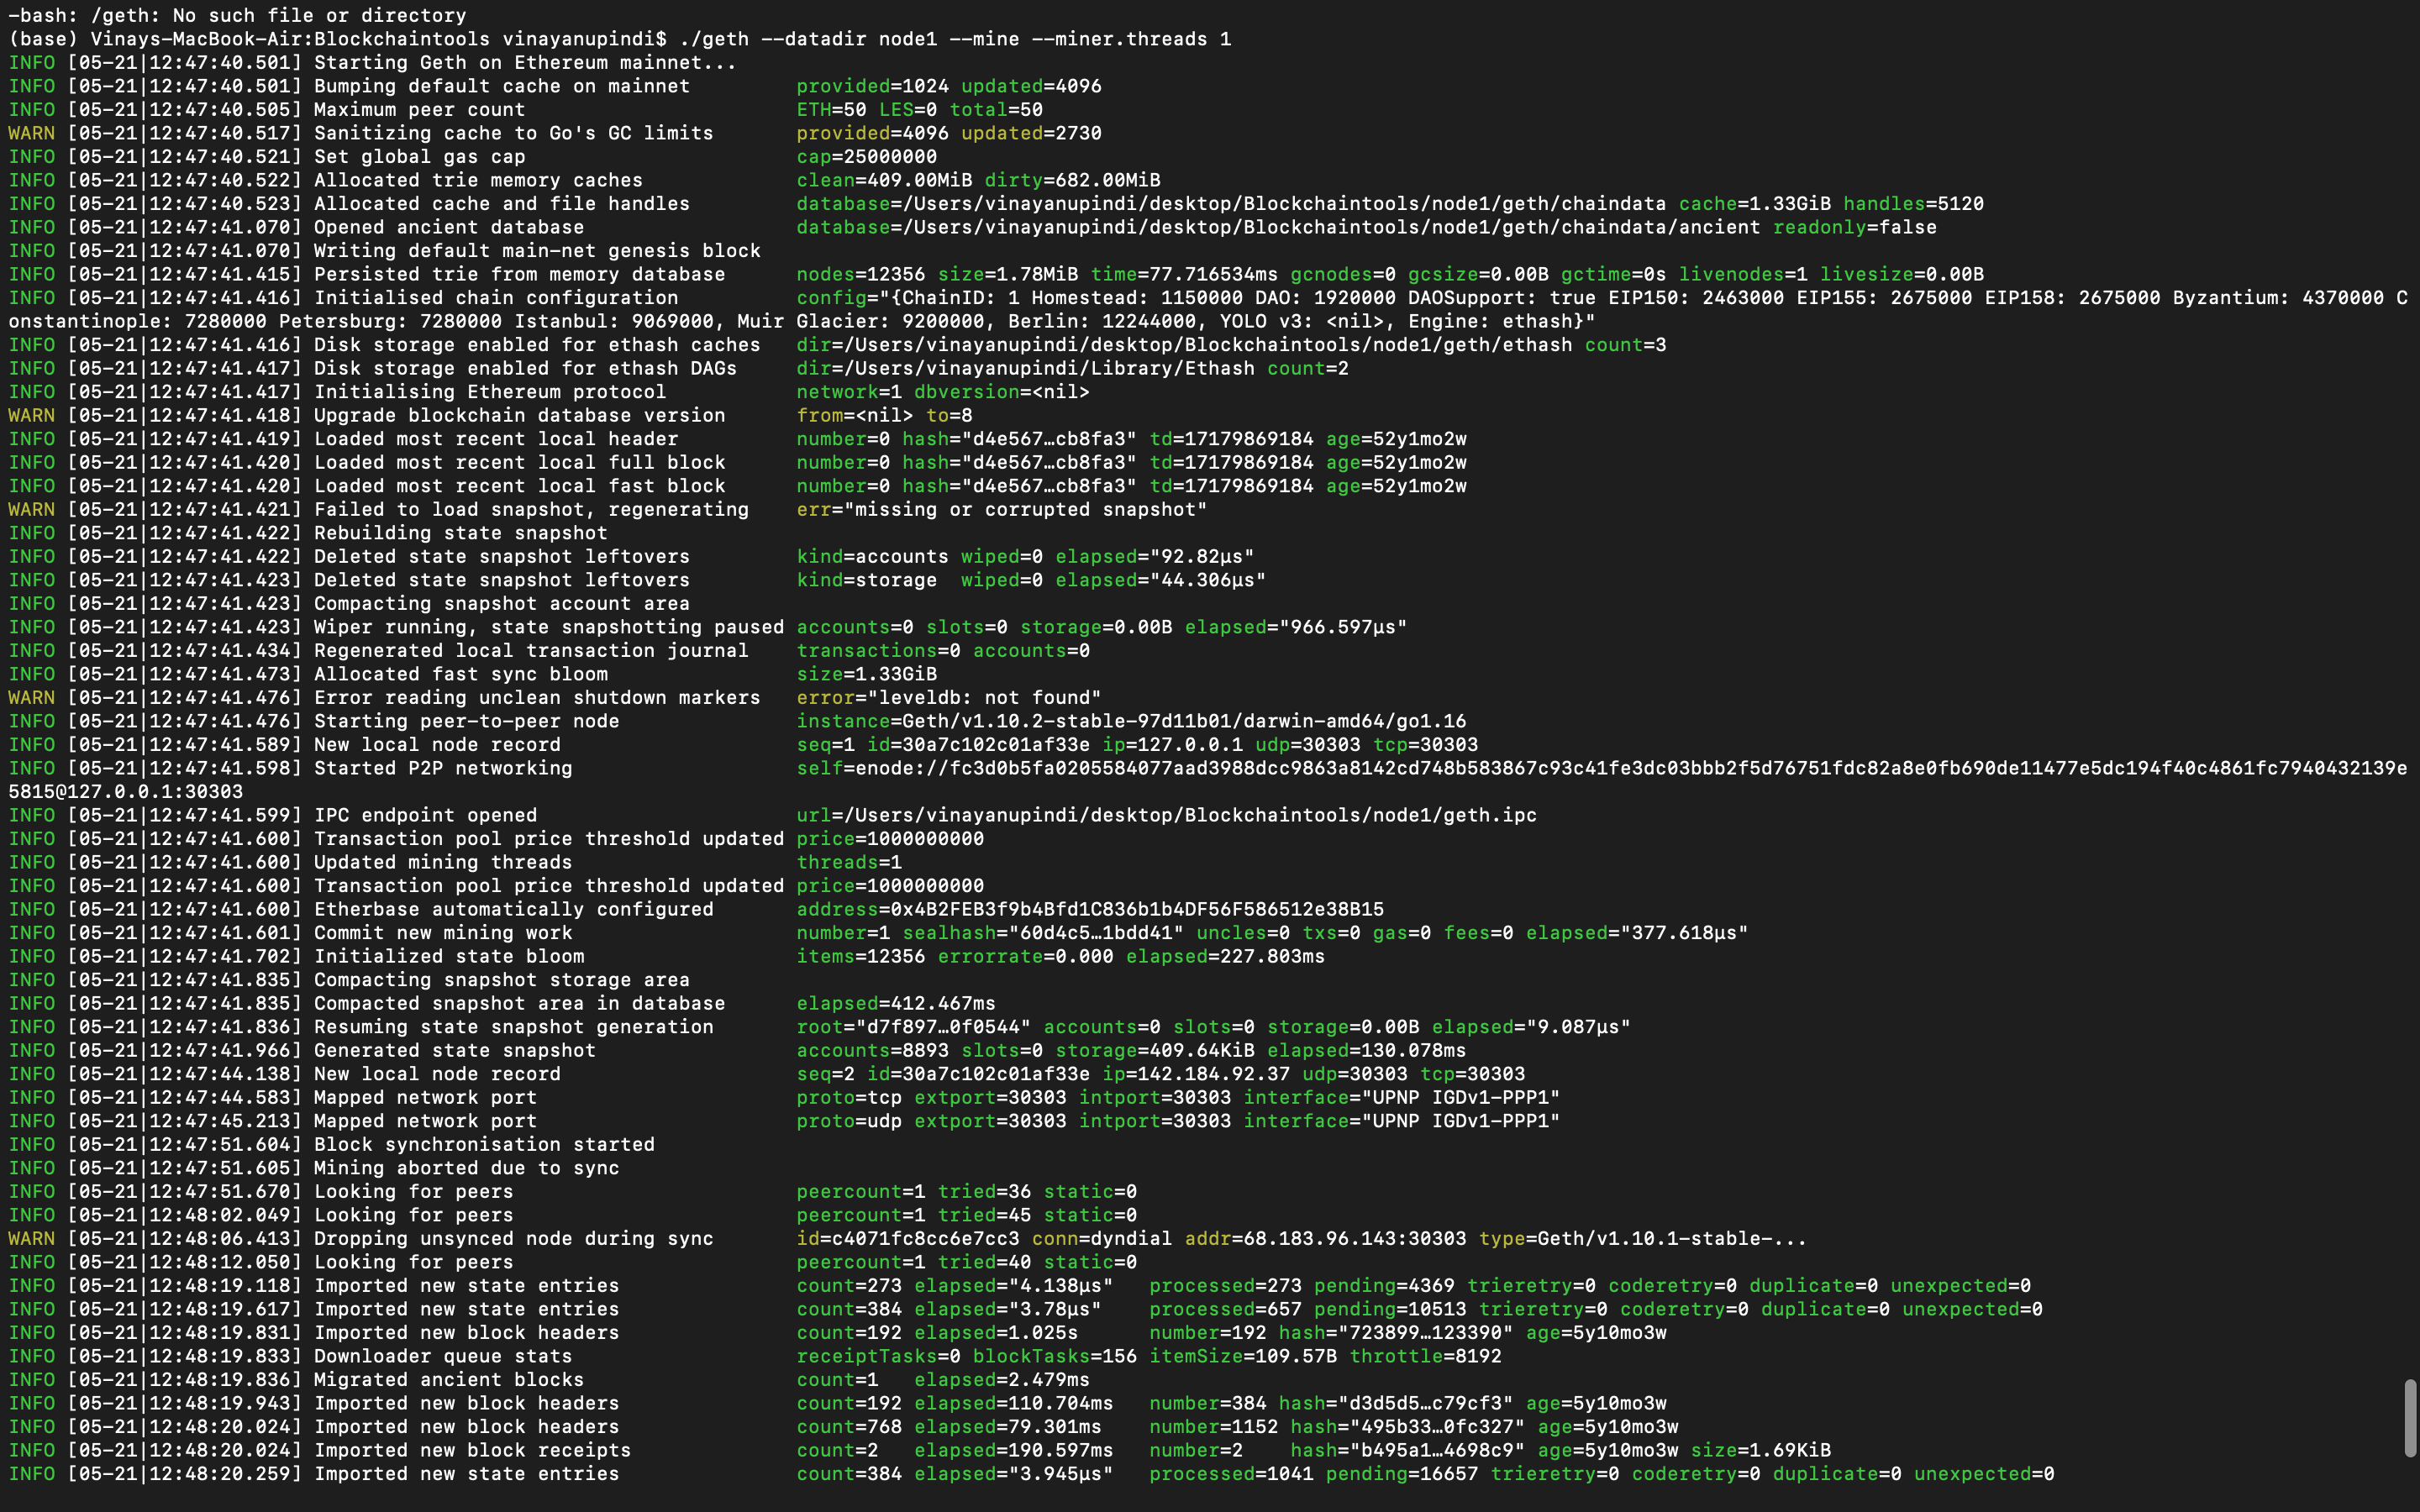 -bash: /geth: No such file or directory
(base) Vinays-MacBook-Air:Blockchaintools vinayanupindi$ ./geth --datadir node1 --mine --miner.threads 1
INFO [05-21|12:47:40.501] Starting Geth on Ethereum mainnet...
INFO [05-21|12:47:40.501] Bumping default cache on mainnet provided=1024 updated=4096
INFO [05-21|12:47:40.505] Maximum peer count ETH=50 LES=0 total=50
WARN [05-21|12:47:40.517] Sanitizing cache to Go's GC limits provided=4096 updated=2730
INFO [05-21|12:47:40.521] Set global gas cap cap=25000000
INFO [05-21|12:47:40.522] Allocated trie memory caches clean=409.00MiB dirty=682.00MiB
INFO [05-21|12:47:40.523] Allocated cache and file handles database=/Users/vinayanupindi/desktop/Blockchaintools/node1/geth/chaindata cache=1.33GiB handles=5120
INFO [05-21|12:47:41.070] Opened ancient database database=/Users/vinayanupindi/desktop/Blockchaintools/node1/geth/chaindata/ancient readonly=false
INFO [05-21|12:47:41.070] Writing default main-net genesis block
INFO [05-21|12:47:41.415] Persisted trie from memory database nodes=12356 size=1.78MiB time=77.716534ms gcnodes=0 gcsize=0.00B gctime=0s livenodes=1 livesize=0.00B
INFO [05-21|12:47:41.416] Initialised chain configuration config="{ChainID: 1 Homestead: 1150000 DAO: 1920000 DAOSupport: true EIP150: 2463000 EIP155: 2675000 EIP158: 2675000 Byzantium: 4370000 C
onstantinople: 7280000 Petersburg: 7280000 Istanbul: 9069000, Muir Glacier: 9200000, Berlin: 12244000, YOLO v3: <nil>, Engine: ethash}"
INFO [05-21|12:47:41.416] Disk storage enabled for ethash caches dir=/Users/vinayanupindi/desktop/Blockchaintools/node1/geth/ethash count=3
INFO [05-21|12:47:41.417] Disk storage enabled for ethash DAGs dir=/Users/vinayanupindi/Library/Ethash count=2
INFO [05-21|12:47:41.417] Initialising Ethereum protocol network=1 dbversion=<nil>
WARN [05-21|12:47:41.418] Upgrade blockchain database version from=<nil> to=8
INFO [05-21|12:47:41.419] Loaded most recent local header number=0 hash="d4e567…cb8fa3" td=17179869184 age=52y1mo2w
INFO [05-21|12:47:41.420] Loaded most recent local full block number=0 hash="d4e567…cb8fa3" td=17179869184 age=52y1mo2w
INFO [05-21|12:47:41.420] Loaded most recent local fast block number=0 hash="d4e567…cb8fa3" td=17179869184 age=52y1mo2w
WARN [05-21|12:47:41.421] Failed to load snapshot, regenerating err="missing or corrupted snapshot"
INFO [05-21|12:47:41.422] Rebuilding state snapshot
INFO [05-21|12:47:41.422] Deleted state snapshot leftovers kind=accounts wiped=0 elapsed="92.82µs"
INFO [05-21|12:47:41.423] Deleted state snapshot leftovers kind=storage wiped=0 elapsed="44.306µs"
INFO [05-21|12:47:41.423] Compacting snapshot account area
INFO [05-21|12:47:41.423] Wiper running, state snapshotting paused accounts=0 slots=0 storage=0.00B elapsed="966.597µs"
INFO [05-21|12:47:41.434] Regenerated local transaction journal transactions=0 accounts=0
INFO [05-21|12:47:41.473] Allocated fast sync bloom size=1.33GiB
WARN [05-21|12:47:41.476] Error reading unclean shutdown markers error="leveldb: not found"
INFO [05-21|12:47:41.476] Starting peer-to-peer node instance=Geth/v1.10.2-stable-97d11b01/darwin-amd64/go1.16
INFO [05-21|12:47:41.589] New local node record seq=1 id=30a7c102c01af33e ip=127.0.0.1 udp=30303 tcp=30303
INFO [05-21|12:47:41.598] Started P2P networking self=enode://fc3d0b5fa0205584077aad3988dcc9863a8142cd748b583867c93c41fe3dc03bbb2f5d76751fdc82a8e0fb690de11477e5dc194f40c4861fc7940432139e
5815@127.0.0.1:30303
INFO [05-21|12:47:41.599] IPC endpoint opened url=/Users/vinayanupindi/desktop/Blockchaintools/node1/geth.ipc
INFO [05-21|12:47:41.600] Transaction pool price threshold updated price=1000000000
INFO [05-21|12:47:41.600] Updated mining threads threads=1
INFO [05-21|12:47:41.600] Transaction pool price threshold updated price=1000000000
INFO [05-21|12:47:41.600] Etherbase automatically configured address=0x4B2FEB3f9b4Bfd1C836b1b4DF56F586512e38B15
INFO [05-21|12:47:41.601] Commit new mining work number=1 sealhash="60d4c5…1bdd41" uncles=0 txs=0 gas=0 fees=0 elapsed="377.618µs"
INFO [05-21|12:47:41.702] Initialized state bloom items=12356 errorrate=0.000 elapsed=227.803ms
INFO [05-21|12:47:41.835] Compacting snapshot storage area
INFO [05-21|12:47:41.835] Compacted snapshot area in database elapsed=412.467ms
INFO [05-21|12:47:41.836] Resuming state snapshot generation root="d7f897…0f0544" accounts=0 slots=0 storage=0.00B elapsed="9.087µs"
INFO [05-21|12:47:41.966] Generated state snapshot accounts=8893 slots=0 storage=409.64KiB elapsed=130.078ms
INFO [05-21|12:47:44.138] New local node record seq=2 id=30a7c102c01af33e ip=142.184.92.37 udp=30303 tcp=30303
INFO [05-21|12:47:44.583] Mapped network port proto=tcp extport=30303 intport=30303 interface="UPNP IGDv1-PPP1"
INFO [05-21|12:47:45.213] Mapped network port proto=udp extport=30303 intport=30303 interface="UPNP IGDv1-PPP1"
INFO [05-21|12:47:51.604] Block synchronisation started
INFO [05-21|12:47:51.605] Mining aborted due to sync
INFO [05-21|12:47:51.670] Looking for peers peercount=1 tried=36 static=0
INFO [05-21|12:48:02.049] Looking for peers peercount=1 tried=45 static=0
WARN [05-21|12:48:06.413] Dropping unsynced node during sync id=c4071fc8cc6e7cc3 conn=dyndial addr=68.183.96.143:30303 type=Geth/v1.10.1-stable-...
INFO [05-21|12:48:12.050] Looking for peers peercount=1 tried=40 static=0
INFO [05-21|12:48:19.118] Imported new state entries count=273 elapsed="4.138µs" processed=273 pending=4369 trieretry=0 coderetry=0 duplicate=0 unexpected=0
INFO [05-21|12:48:19.617] Imported new state entries count=384 elapsed="3.78µs" processed=657 pending=10513 trieretry=0 coderetry=0 duplicate=0 unexpected=0
INFO [05-21|12:48:19.831] Imported new block headers count=192 elapsed=1.025s number=192 hash="723899…123390" age=5y10mo3w
INFO [05-21|12:48:19.833] Downloader queue stats receiptTasks=0 blockTasks=156 itemSize=109.57B throttle=8192
INFO [05-21|12:48:19.836] Migrated ancient blocks count=1 elapsed=2.479ms
INFO [05-21|12:48:19.943] Imported new block headers count=192 elapsed=110.704ms number=384 hash="d3d5d5…c79cf3" age=5y10mo3w
INFO [05-21|12:48:20.024] Imported new block headers count=768 elapsed=79.301ms number=1152 hash="495b33…0fc327" age=5y10mo3w
INFO [05-21|12:48:20.024] Imported new block receipts count=2 elapsed=190.597ms number=2 hash="b495a1…4698c9" age=5y10mo3w size=1.69KiB
INFO [05-21|12:48:20.259] Imported new state entries count=384 elapsed="3.945µs" processed=1041 pending=16657 trieretry=0 coderetry=0 duplicate=0 unexpected=0